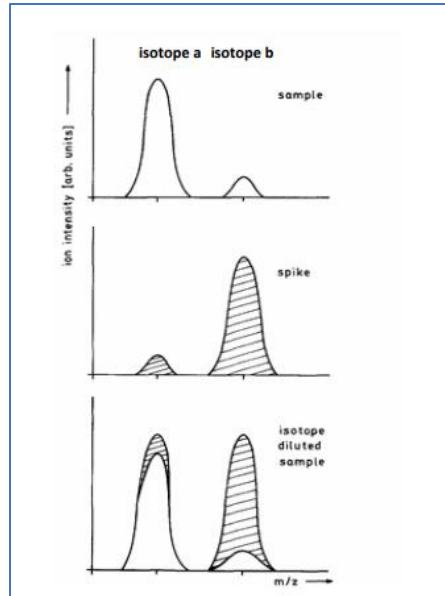 isotope a isotope b
sample
ion intensity [arb. units]
spike
isotope
diluted
sample
m/z